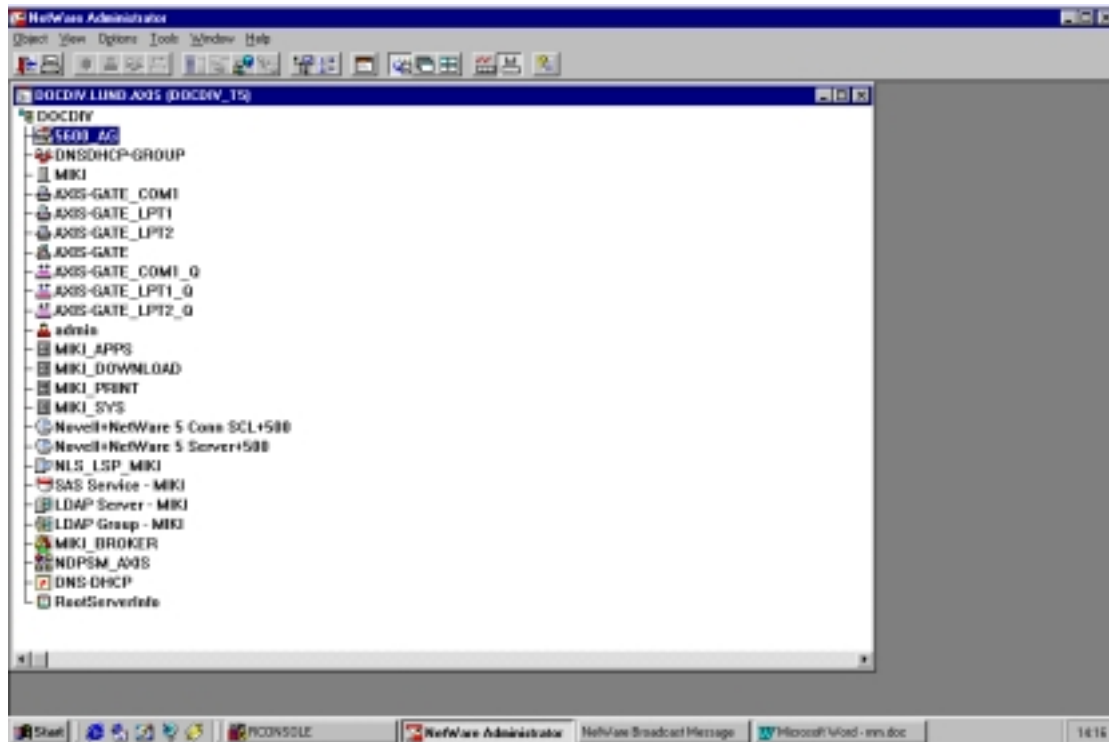 NetWare Administrator
Object View Options Tools Window Help
DOCDIV.LUND.AXIS (DOCDIV_T5)
DOCDIV
5600_AG
DNSDHCP-GROUP
MIKI
AXIS-GATE_COM1
AXIS-GATE_LPT1
AXIS-GATE_LPT2
AXIS-GATE
AXIS-GATE_COM1_Q
AXIS-GATE_LPT1_Q
AXIS-GATE_LPT2_Q
admin
MIKI_APPS
MIKI_DOWNLOAD
MIKI_PRINT
MIKI_SYS
Novell+NetWare 5 Conn SCL+500
Novell+NetWare 5 Server+500
NLS_LSP_MIKI
SAS Service - MIKI
LDAP Server - MIKI
LDAP Group - MIKI
MIKI_BROKER
NDPSM_AXIS
DNS-DHCP
RootServerInfo
Start RCONSOLE NetWare Administrator NetWare Broadcast Message Microsoft Word - nm.doc 14:16